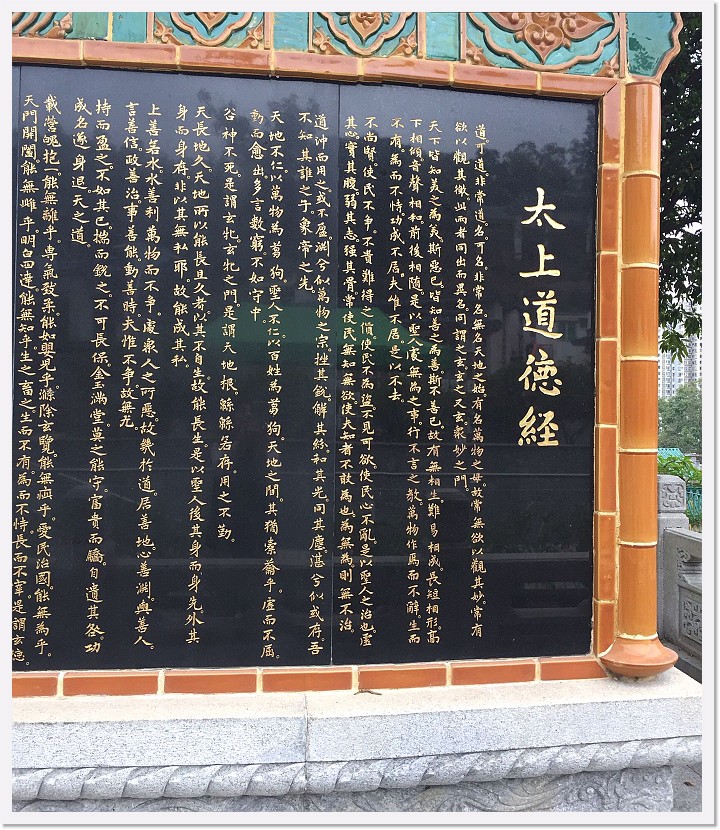 太上道德經
道可道非常道。名可名非常名。無名天地之始。有名萬物之母。故常無欲以觀其妙。常有
欲以觀其徼。此兩者同出而異名。同謂之玄。玄之又玄。衆妙之門。
天下皆知美之為美。斯惡已。皆知善之為善。斯不善已。故有無相生。難易相成。長短相形。高
下相傾。音聲相和。前後相隨。是以聖人處無為之事。行不言之教。萬物作焉而不辭。生而
不有。為而不恃。功成不居。夫惟不居。是以不去。
不尚賢。使民不爭。不貴難得之貨。使民不為盜。不見可欲。使民心不亂。是以聖人之治也。虛
其心。實其腹。弱其志。强其骨。常使民無知無欲。使夫知者不敢為也。為無為。則無不治。
道沖而用之。或不盈。淵兮似萬物之宗。挫其銳。解其紛。和其光。同其塵。湛兮似或存。吾
不知其誰之子。象帝之先。
天地不仁。以萬物為芻狗。聖人不仁。以百姓為芻狗。天地之間。其猶橐籥乎。虛而不屈。
動而愈出。多言數窮。不如守中。
谷神不死。是謂玄牝。玄牝之門。是謂天地根。綿綿若存。用之不勤。
天長地久。天地所以能長且久者。以其不自生。故能長生。是以聖人後其身而身先。外其
身而身存。非以其無私耶。故能成其私。
上善若水。水善利萬物而不爭。處衆人之所惡。故幾於道。居善地。心善淵。與善人。
言善信。政善治。事善能。動善時。夫惟不爭。故無尤。
持而盈之。不如其已。揣而銳之。不可長保。金玉滿堂。莫之能守。富貴而驕。自遺其咎。功
成名遂身退。天之道。
載營魄抱一。能無離乎。專氣致柔。能如嬰兒乎。滌除玄覽。能無疵乎。愛民治國。能無為乎。
天門開闔。能無雌乎。明白四達。能無知乎。生之畜之。生而不有。為而不恃。長而不宰。是謂玄德。